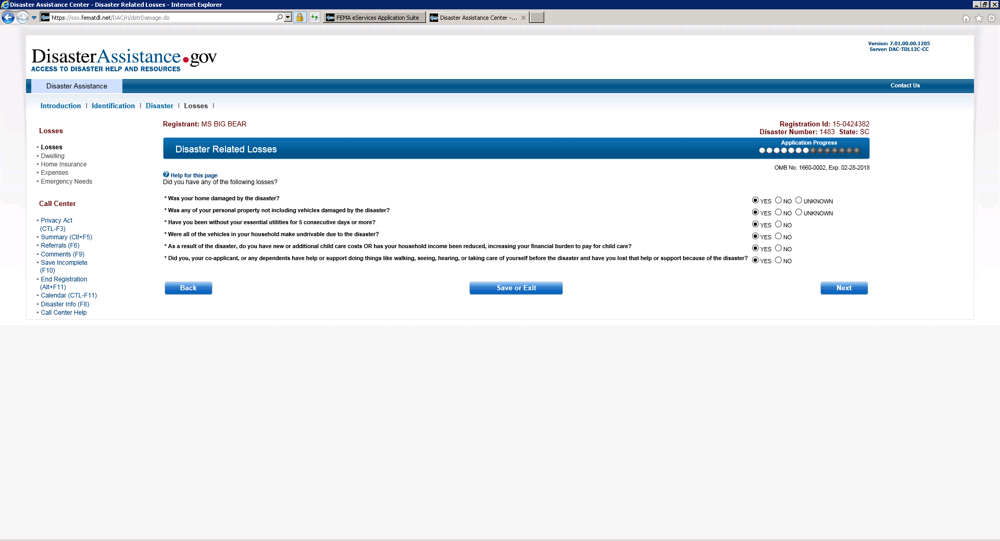 Disaster Assistance Center - Disaster Related Losses - Internet Explorer
https://sso.fematdl.net/DAC/ri/dstrDamage.do
FEMA eServices Application Suite
Disaster Assistance Center -...
Version: 7.01.00.00.1205
Server: DAC-TDL12C-CC
DisasterAssistance.gov
ACCESS TO DISASTER HELP AND RESOURCES
Disaster Assistance
Contact Us
Introduction | Identification | Disaster | Losses |
Losses
• Losses
• Dwelling
• Home Insurance
• Expenses
• Emergency Needs
Call Center
• Privacy Act
(CTL-F3)
• Summary (Ctl+F5)
• Referrals (F6)
• Comments (F9)
• Save Incomplete
(F10)
• End Registration
(Alt+F11)
• Calendar (CTL-F11)
• Disaster Info (F8)
• Call Center Help
Registrant: MS BIG BEAR
Registration Id: 15-0424382
Disaster Number: 1483 State: SC
Disaster Related Losses
Application Progress
OMB No. 1660-0002, Exp. 02-28-2018
? Help for this page
Did you have any of the following losses?
* Was your home damaged by the disaster? YES NO UNKNOWN
* Was any of your personal property not including vehicles damaged by the disaster? YES NO UNKNOWN
* Have you been without your essential utilities for 5 consecutive days or more? YES NO
* Were all of the vehicles in your household make undrivable due to the disaster? YES NO
* As a result of the disaster, do you have new or additional child care costs OR has your household income been reduced, increasing your financial burden to pay for child care? YES NO
* Did you, your co-applicant, or any dependents have help or support doing things like walking, seeing, hearing, or taking care of yourself before the disaster and have you lost that help or support because of the disaster? YES NO
Back
Save or Exit
Next